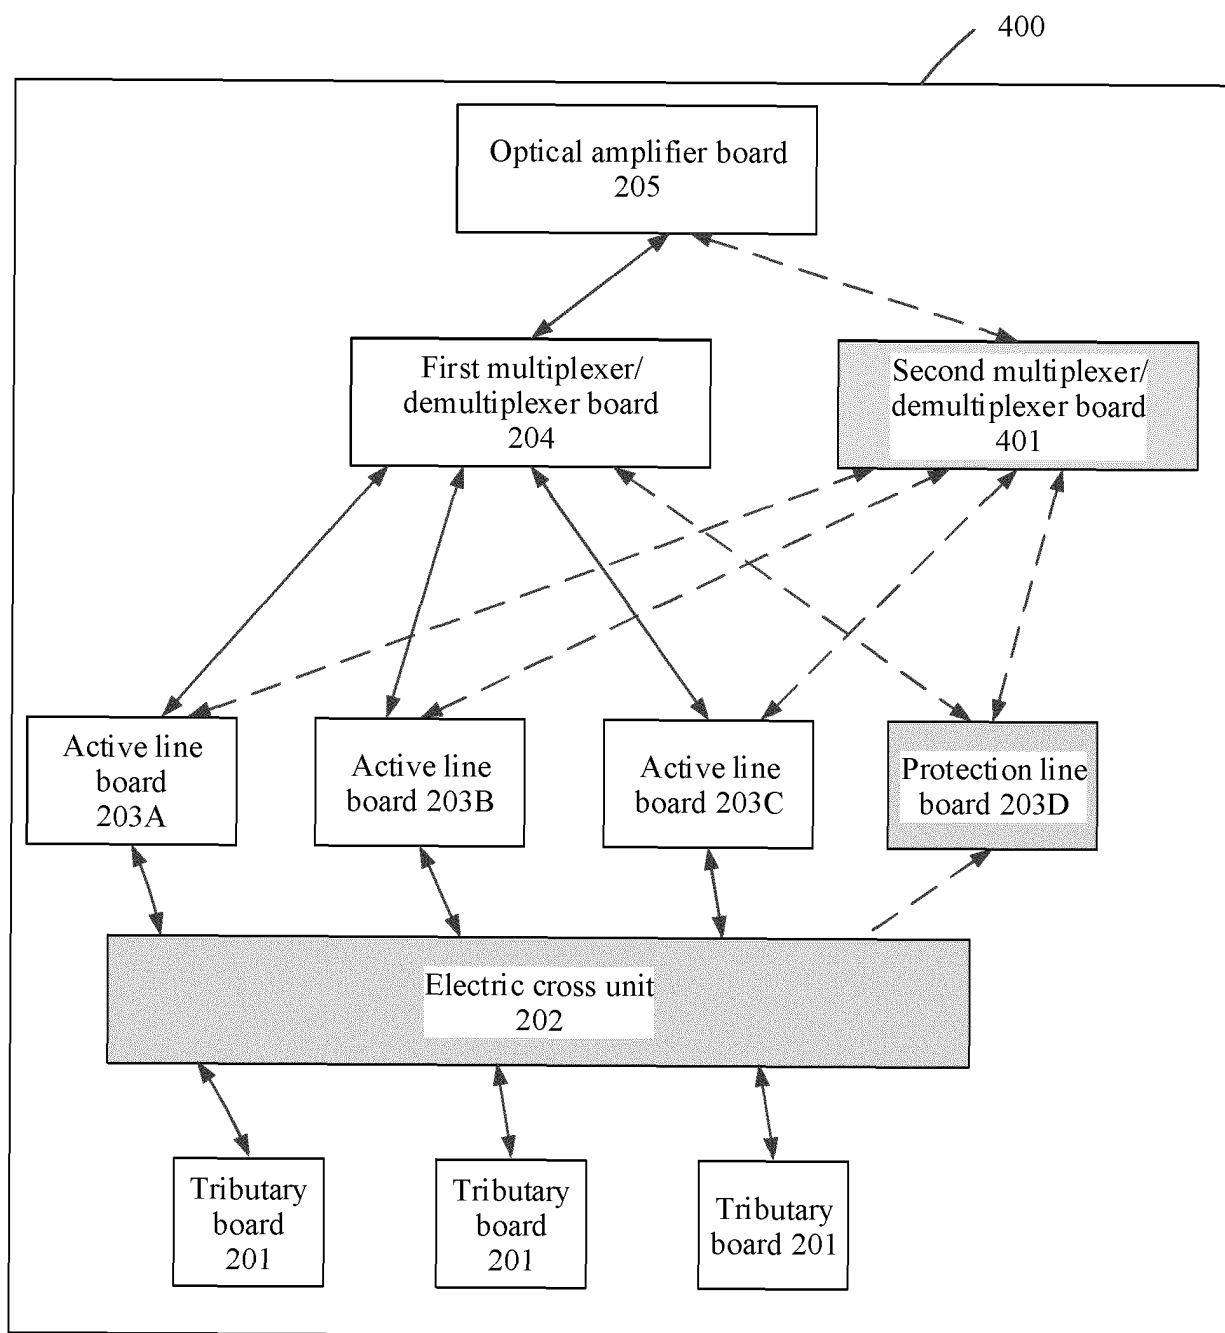 400
Optical amplifier board
205
First multiplexer/
demultiplexer board
204
Second multiplexer/
demultiplexer board
401
Active line
board
203A
Active line
board 203B
Active line
board 203C
Protection line
board 203D
Electric cross unit
202
Tributary
board
201
Tributary
board
201
Tributary
board 201